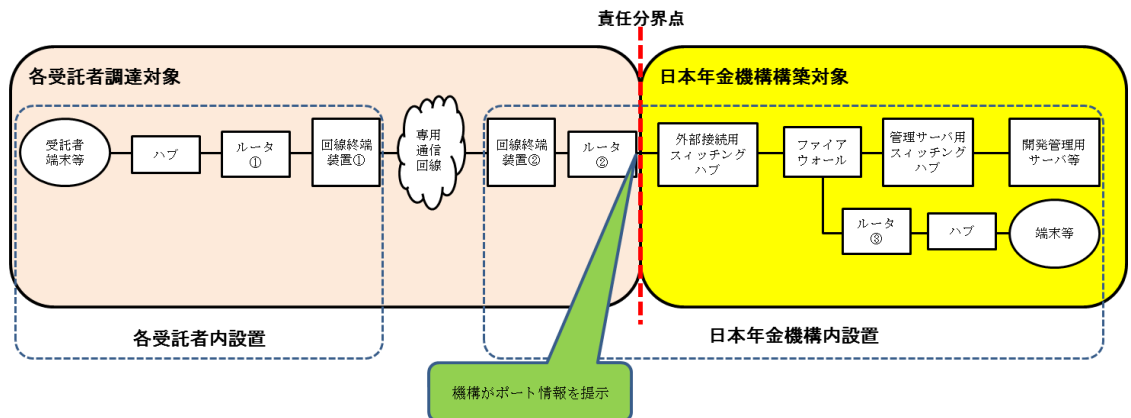 責任分界点
各受託者調達対象
日本年金機構構築対象
受託者
端末等
ハブ
ルータ
①
回線終端
装置①
専用
通信
回線
回線終端
装置②
ルータ
②
外部接続用
スイッチング
ハブ
ファイア
ウォール
管理サーバ用
スイッチング
ハブ
開発管理用
サーバ等
ルータ
③
ハブ
端末等
各受託者内設置
日本年金機構内設置
機構がポート情報を提示